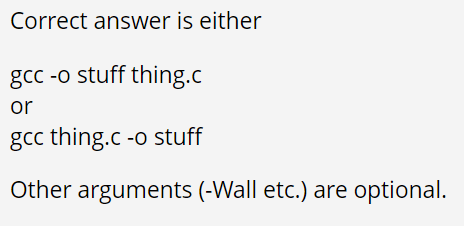 Correct answer is either
gcc -o stuff thing.c
or
gcc thing.c -o stuff
Other arguments (-Wall etc.) are optional.